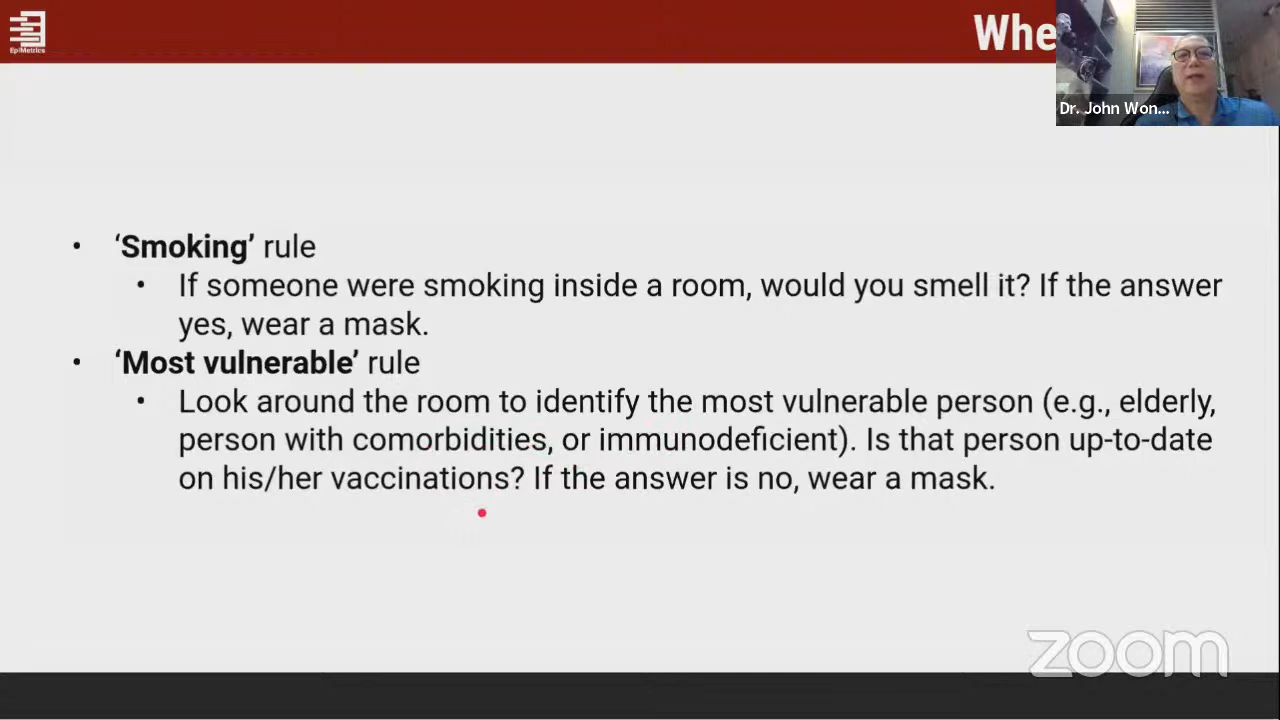 EpiMetrics
Whe
Dr. John Won...
• ‘Smoking’ rule
• If someone were smoking inside a room, would you smell it? If the answer
yes, wear a mask.
• ‘Most vulnerable’ rule
• Look around the room to identify the most vulnerable person (e.g., elderly,
person with comorbidities, or immunodeficient). Is that person up-to-date
on his/her vaccinations? If the answer is no, wear a mask.
zoom